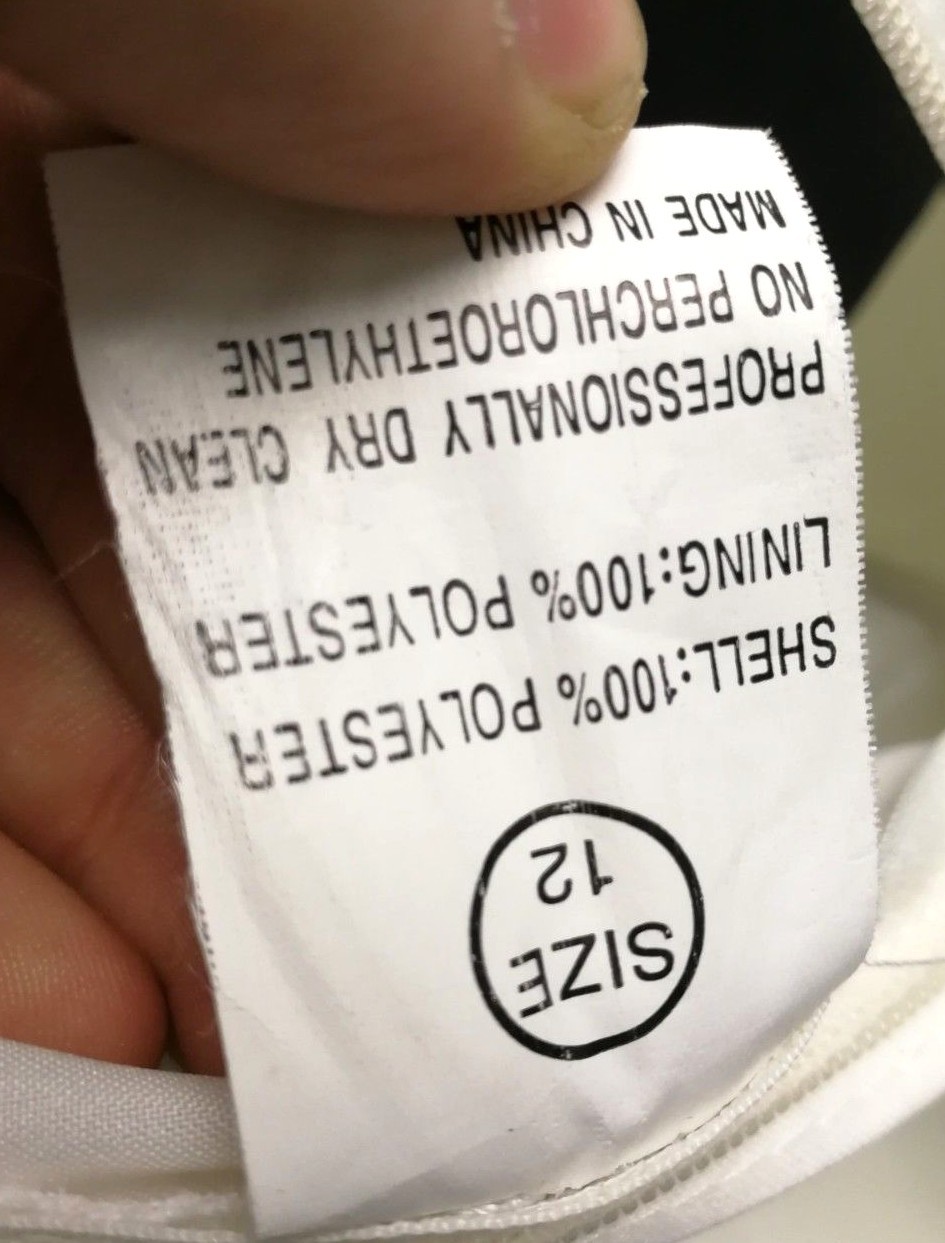 SIZE
12
SHELL:100% POLYESTER
LINING:100% POLYESTER
PROFESSIONALLY DRY CLEAN
NO PERCHLOROETHYLENE
MADE IN CHINA